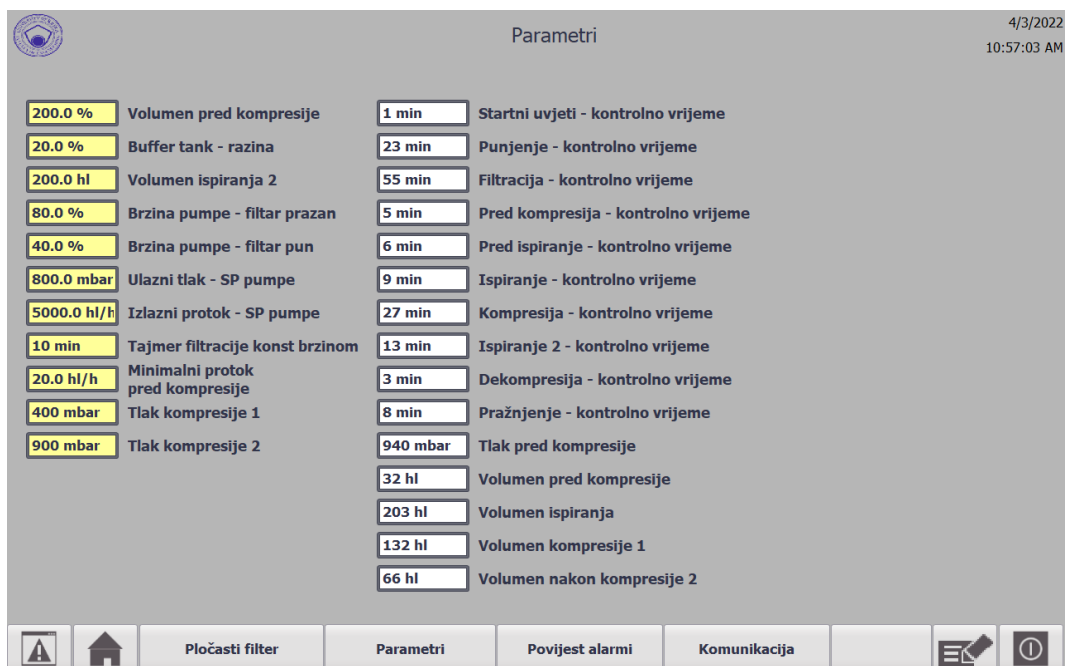 Parametri
4/3/2022
10:57:03 AM
200.0 % Volumen pred kompresije
20.0 % Buffer tank - razina
200.0 hl Volumen ispiranja 2
80.0 % Brzina pumpe - filtar prazan
40.0 % Brzina pumpe - filtar pun
800.0 mbar Ulazni tlak - SP pumpe
5000.0 hl/h Izlazni protok - SP pumpe
10 min Tajmer filtracije konst brzinom
20.0 hl/h Minimalni protok
pred kompresije
400 mbar Tlak kompresije 1
900 mbar Tlak kompresije 2
1 min Startni uvjeti - kontrolno vrijeme
23 min Punjenje - kontrolno vrijeme
55 min Filtracija - kontrolno vrijeme
5 min Pred kompresija - kontrolno vrijeme
6 min Pred ispiranje - kontrolno vrijeme
9 min Ispiranje - kontrolno vrijeme
27 min Kompresija - kontrolno vrijeme
13 min Ispiranje 2 - kontrolno vrijeme
3 min Dekompresija - kontrolno vrijeme
8 min Pražnjenje - kontrolno vrijeme
940 mbar Tlak pred kompresije
32 hl Volumen pred kompresije
203 hl Volumen ispiranja
132 hl Volumen kompresije 1
66 hl Volumen nakon kompresije 2
Pločasti filter Parametri Povijest alarmi Komunikacija